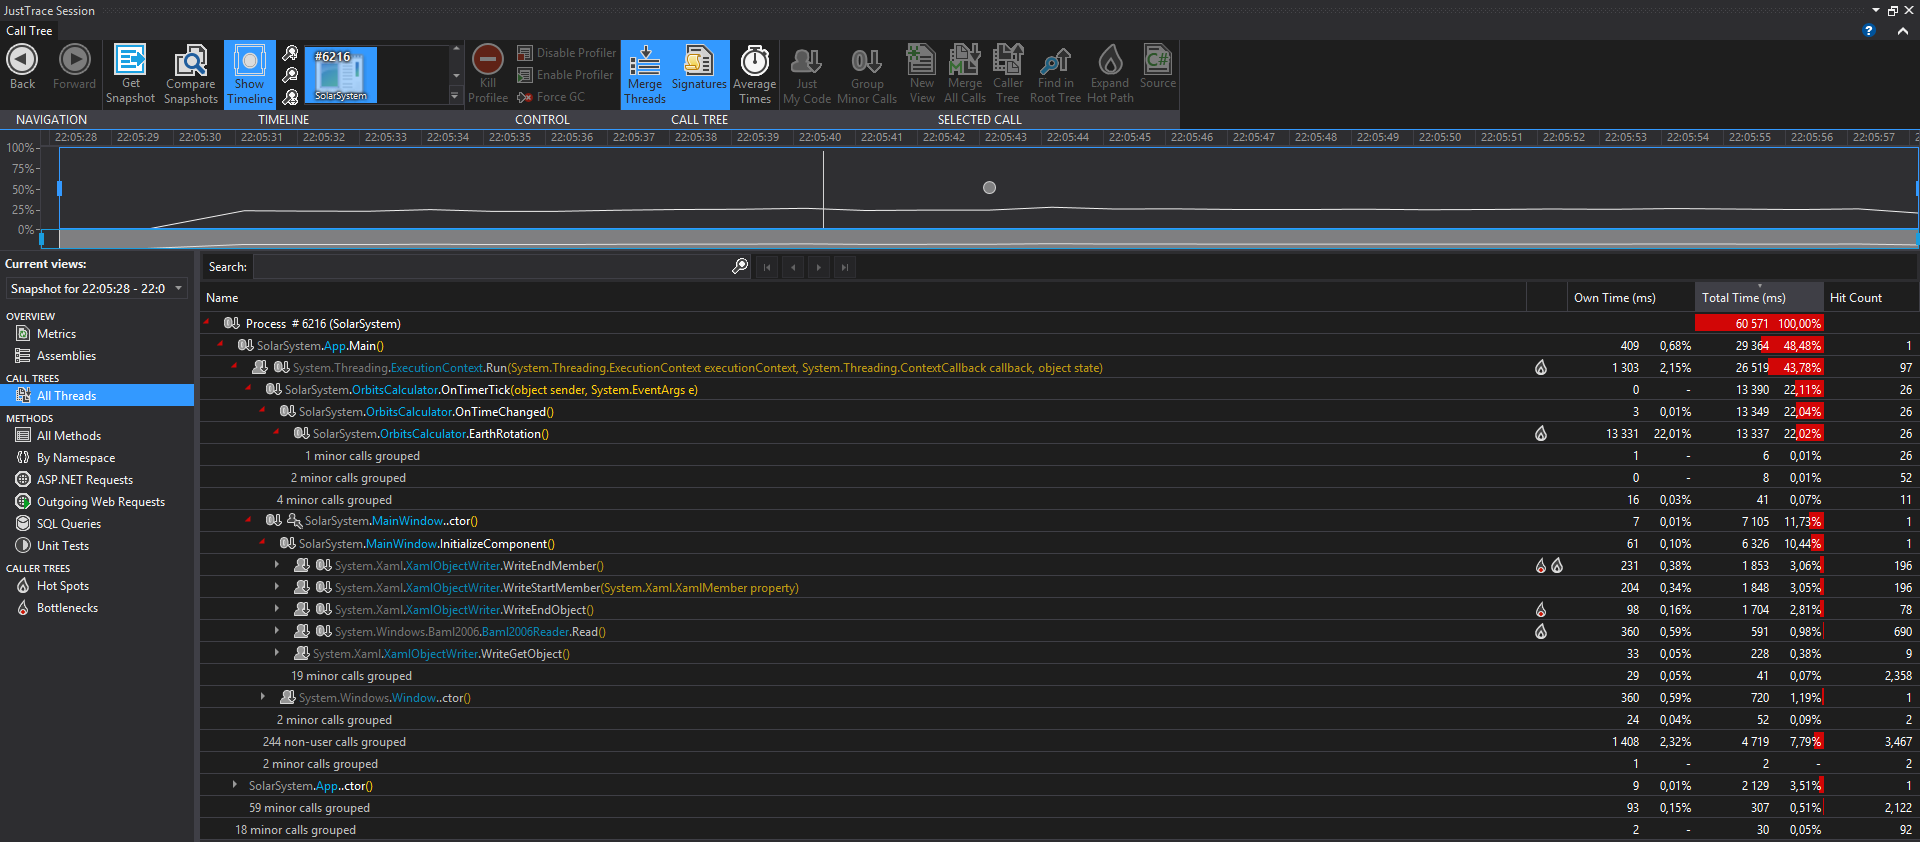 JustTrace Session
Call Tree
Back
Forward
Get Snapshot
Compare Snapshots
Show Timeline
#6216
SolarSystem
Kill Profilee
Disable Profiler
Enable Profiler
Force GC
Merge Threads
Signatures
Average Times
Just My Code
Group Minor Calls
New View
Merge All Calls
Caller Tree
Find in Root Tree
Expand Hot Path
Source
NAVIGATION TIMELINE CONTROL CALL TREE SELECTED CALL
22:05:28 22:05:29 22:05:30 22:05:31 22:05:32 22:05:33 22:05:34 22:05:35 22:05:36 22:05:37 22:05:38 22:05:39 22:05:40 22:05:41 22:05:42 22:05:43 22:05:44 22:05:45 22:05:46 22:05:47 22:05:48 22:05:49 22:05:50 22:05:51 22:05:52 22:05:53 22:05:54 22:05:55 22:05:56 22:05:57 2
100%
75%
50%
25%
0%
Current views:
Snapshot for 22:05:28 - 22:0
OVERVIEW
Metrics
Assemblies
CALL TREES
All Threads
METHODS
All Methods
By Namespace
ASP.NET Requests
Outgoing Web Requests
SQL Queries
Unit Tests
CALLER TREES
Hot Spots
Bottlenecks
Search:
Name Own Time (ms) Total Time (ms) Hit Count
Process # 6216 (SolarSystem) 60 571 100,00%
SolarSystem.App.Main() 409 0,68% 29 364 48,48% 1
System.Threading.ExecutionContext.Run(System.Threading.ExecutionContext executionContext, System.Threading.ContextCallback callback, object state) 1 303 2,15% 26 519 43,78% 97
SolarSystem.OrbitsCalculator.OnTimerTick(object sender, System.EventArgs e) 0 - 13 390 22,11% 26
SolarSystem.OrbitsCalculator.OnTimeChanged() 3 0,01% 13 349 22,04% 26
SolarSystem.OrbitsCalculator.EarthRotation() 13 331 22,01% 13 337 22,02% 26
1 minor calls grouped 1 - 6 0,01% 26
2 minor calls grouped 0 - 8 0,01% 52
4 minor calls grouped 16 0,03% 41 0,07% 11
SolarSystem.MainWindow..ctor() 7 0,01% 7 105 11,73% 1
SolarSystem.MainWindow.InitializeComponent() 61 0,10% 6 326 10,44% 1
System.Xaml.XamlObjectWriter.WriteEndMember() 231 0,38% 1 853 3,06% 196
System.Xaml.XamlObjectWriter.WriteStartMember(System.Xaml.XamlMember property) 204 0,34% 1 848 3,05% 196
System.Xaml.XamlObjectWriter.WriteEndObject() 98 0,16% 1 704 2,81% 78
System.Windows.Baml2006.Baml2006Reader.Read() 360 0,59% 591 0,98% 690
System.Xaml.XamlObjectWriter.WriteGetObject() 33 0,05% 228 0,38% 9
19 minor calls grouped 29 0,05% 41 0,07% 2,358
System.Windows.Window..ctor() 360 0,59% 720 1,19% 1
2 minor calls grouped 24 0,04% 52 0,09% 2
244 non-user calls grouped 1 408 2,32% 4 719 7,79% 3,467
2 minor calls grouped 1 - 2 - 2
SolarSystem.App..ctor() 9 0,01% 2 129 3,51% 1
59 minor calls grouped 93 0,15% 307 0,51% 2,122
18 minor calls grouped 2 - 30 0,05% 92